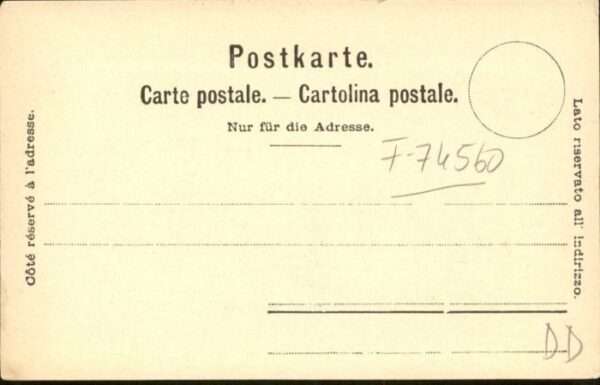 Postkarte.
Carte postale. — Cartolina postale.
Nur für die Adresse.
F-74560
Côté réservé à l'adresse.
Lato riservato all' indirizzo.
DD